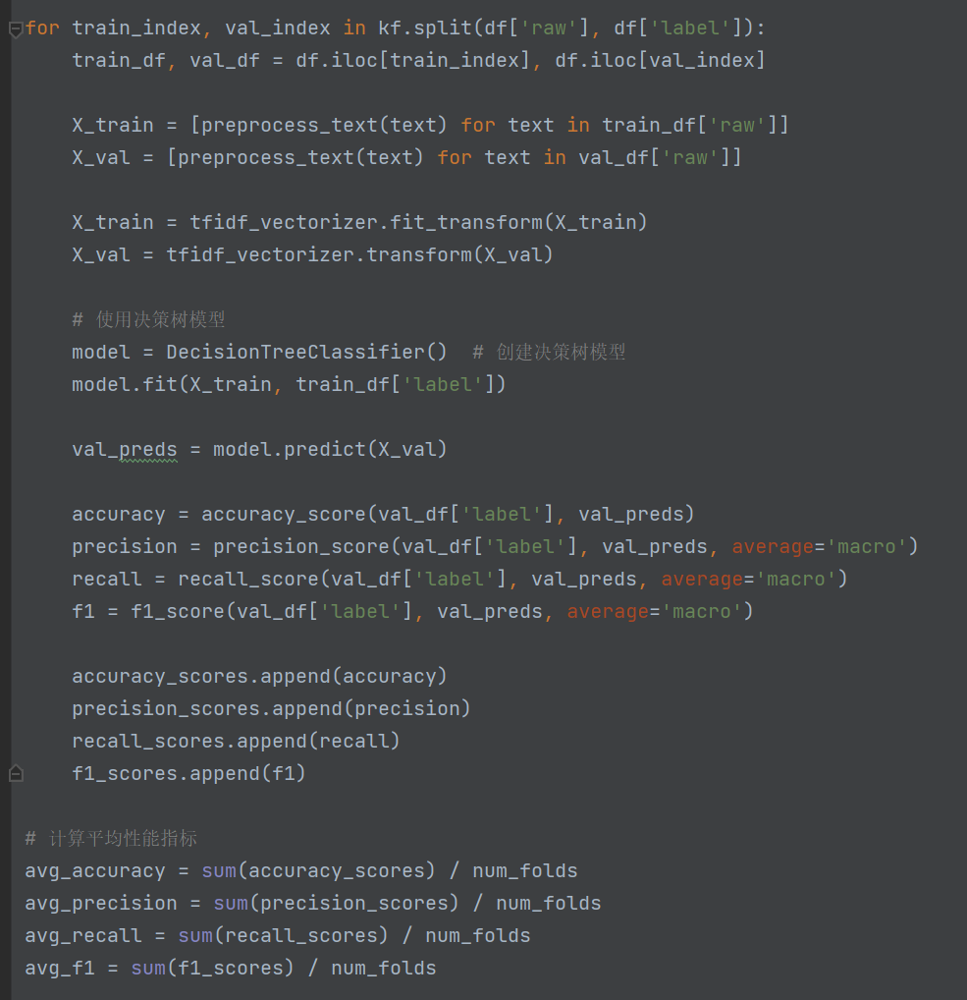 for train_index, val_index in kf.split(df['raw'], df['label']):
    train_df, val_df = df.iloc[train_index], df.iloc[val_index]
    X_train = [preprocess_text(text) for text in train_df['raw']]
    X_val = [preprocess_text(text) for text in val_df['raw']]
    X_train = tfidf_vectorizer.fit_transform(X_train)
    X_val = tfidf_vectorizer.transform(X_val)
    # 使用决策树模型
    model = DecisionTreeClassifier()  # 创建决策树模型
    model.fit(X_train, train_df['label'])
    val_preds = model.predict(X_val)
    accuracy = accuracy_score(val_df['label'], val_preds)
    precision = precision_score(val_df['label'], val_preds, average='macro')
    recall = recall_score(val_df['label'], val_preds, average='macro')
    f1 = f1_score(val_df['label'], val_preds, average='macro')
    accuracy_scores.append(accuracy)
    precision_scores.append(precision)
    recall_scores.append(recall)
    f1_scores.append(f1)
# 计算平均性能指标
avg_accuracy = sum(accuracy_scores) / num_folds
avg_precision = sum(precision_scores) / num_folds
avg_recall = sum(recall_scores) / num_folds
avg_f1 = sum(f1_scores) / num_folds